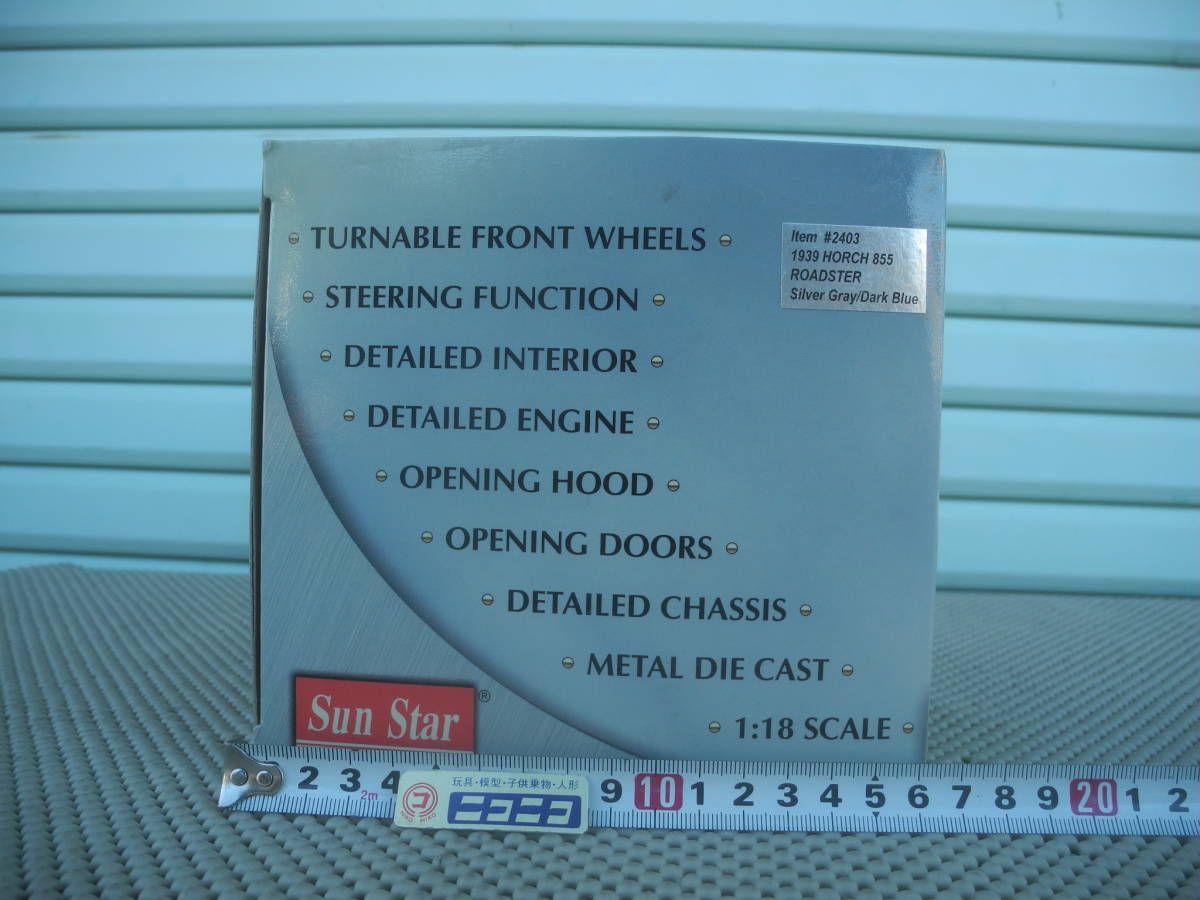 TURNABLE FRONT WHEELS
STEERING FUNCTION
DETAILED INTERIOR
DETAILED ENGINE
OPENING HOOD
OPENING DOORS
DETAILED CHASSIS
METAL DIE CAST
1:18 SCALE
Item #2403
1939 HORCH 855
ROADSTER
Silver Gray/Dark Blue
Sun Star ®
2 3 4 9 10 1 2 3 4 5 6 7 8 9 20 1 2
2m
玩具・模型・子供乗物・人形
ニコニコ